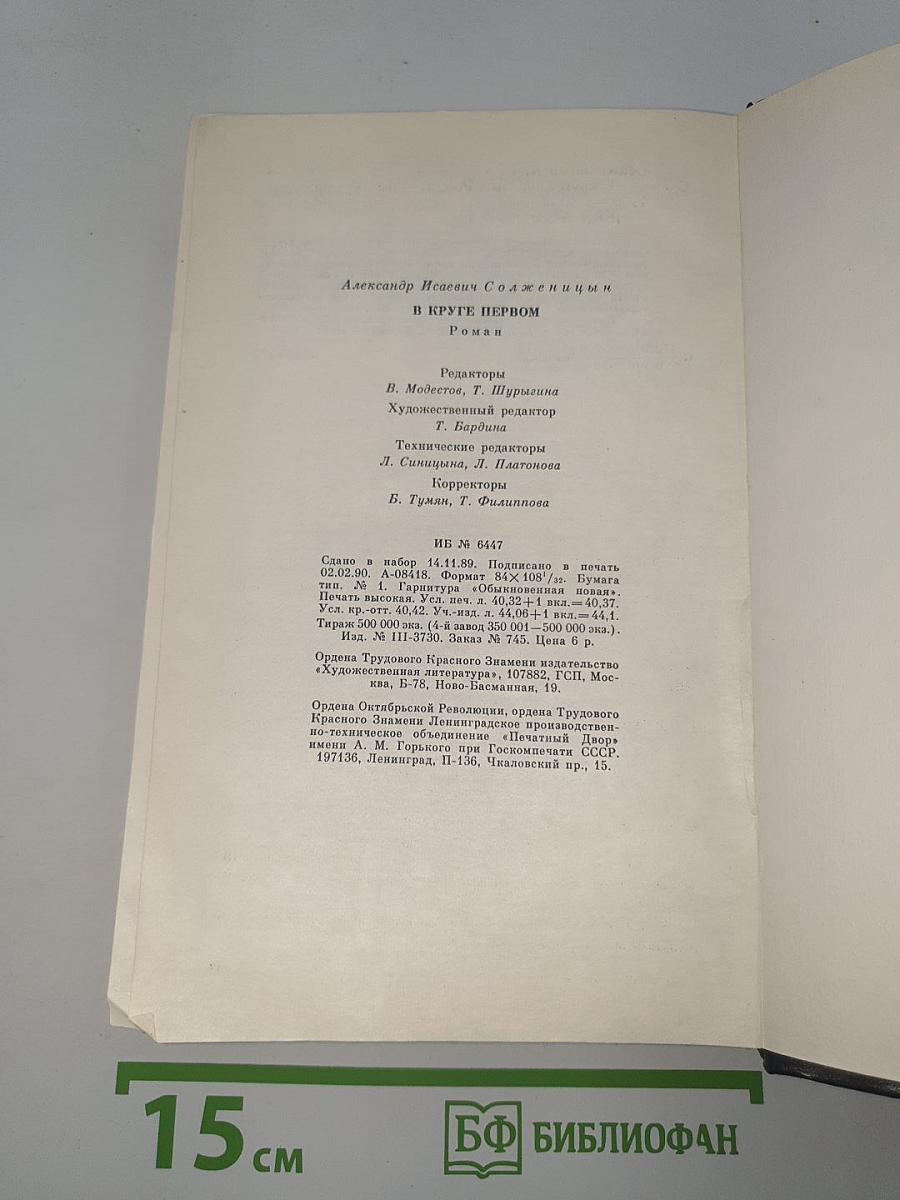 Александр Исаевич Солженицын
В КРУГЕ ПЕРВОМ
Роман
Редакторы
В. Модестов, Т. Шурыгина
Художественный редактор
Т. Бардина
Технические редакторы
Л. Синицына, Л. Платонова
Корректоры
Б. Тумян, Т. Филиппова
ИБ № 6447
Сдано в набор 14.11.89. Подписано в печать
02.02.90. А-08418. Формат 84×108¹/₃₂. Бумага
тип. № 1. Гарнитура «Обыкновенная новая».
Печать высокая. Усл. печ. л. 40,32+1 вкл.=40,37.
Усл. кр.-отт. 40,42. Уч.-изд. л. 44,06+1 вкл.=44,1.
Тираж 500 000 экз. (4-й завод 350 001—500 000 экз.).
Изд. № III-3730. Заказ № 745. Цена 6 р.
Ордена Трудового Красного Знамени издательство
«Художественная литература», 107882, ГСП, Мос-
ква, Б-78, Ново-Басманная, 19.
Ордена Октябрьской Революции, ордена Трудового
Красного Знамени Ленинградское производствен-
но-техническое объединение «Печатный Двор»
имени А. М. Горького при Госкомпечати СССР.
197136, Ленинград, П-136, Чкаловский пр., 15.
15 см
БФ БИБЛИОФАН